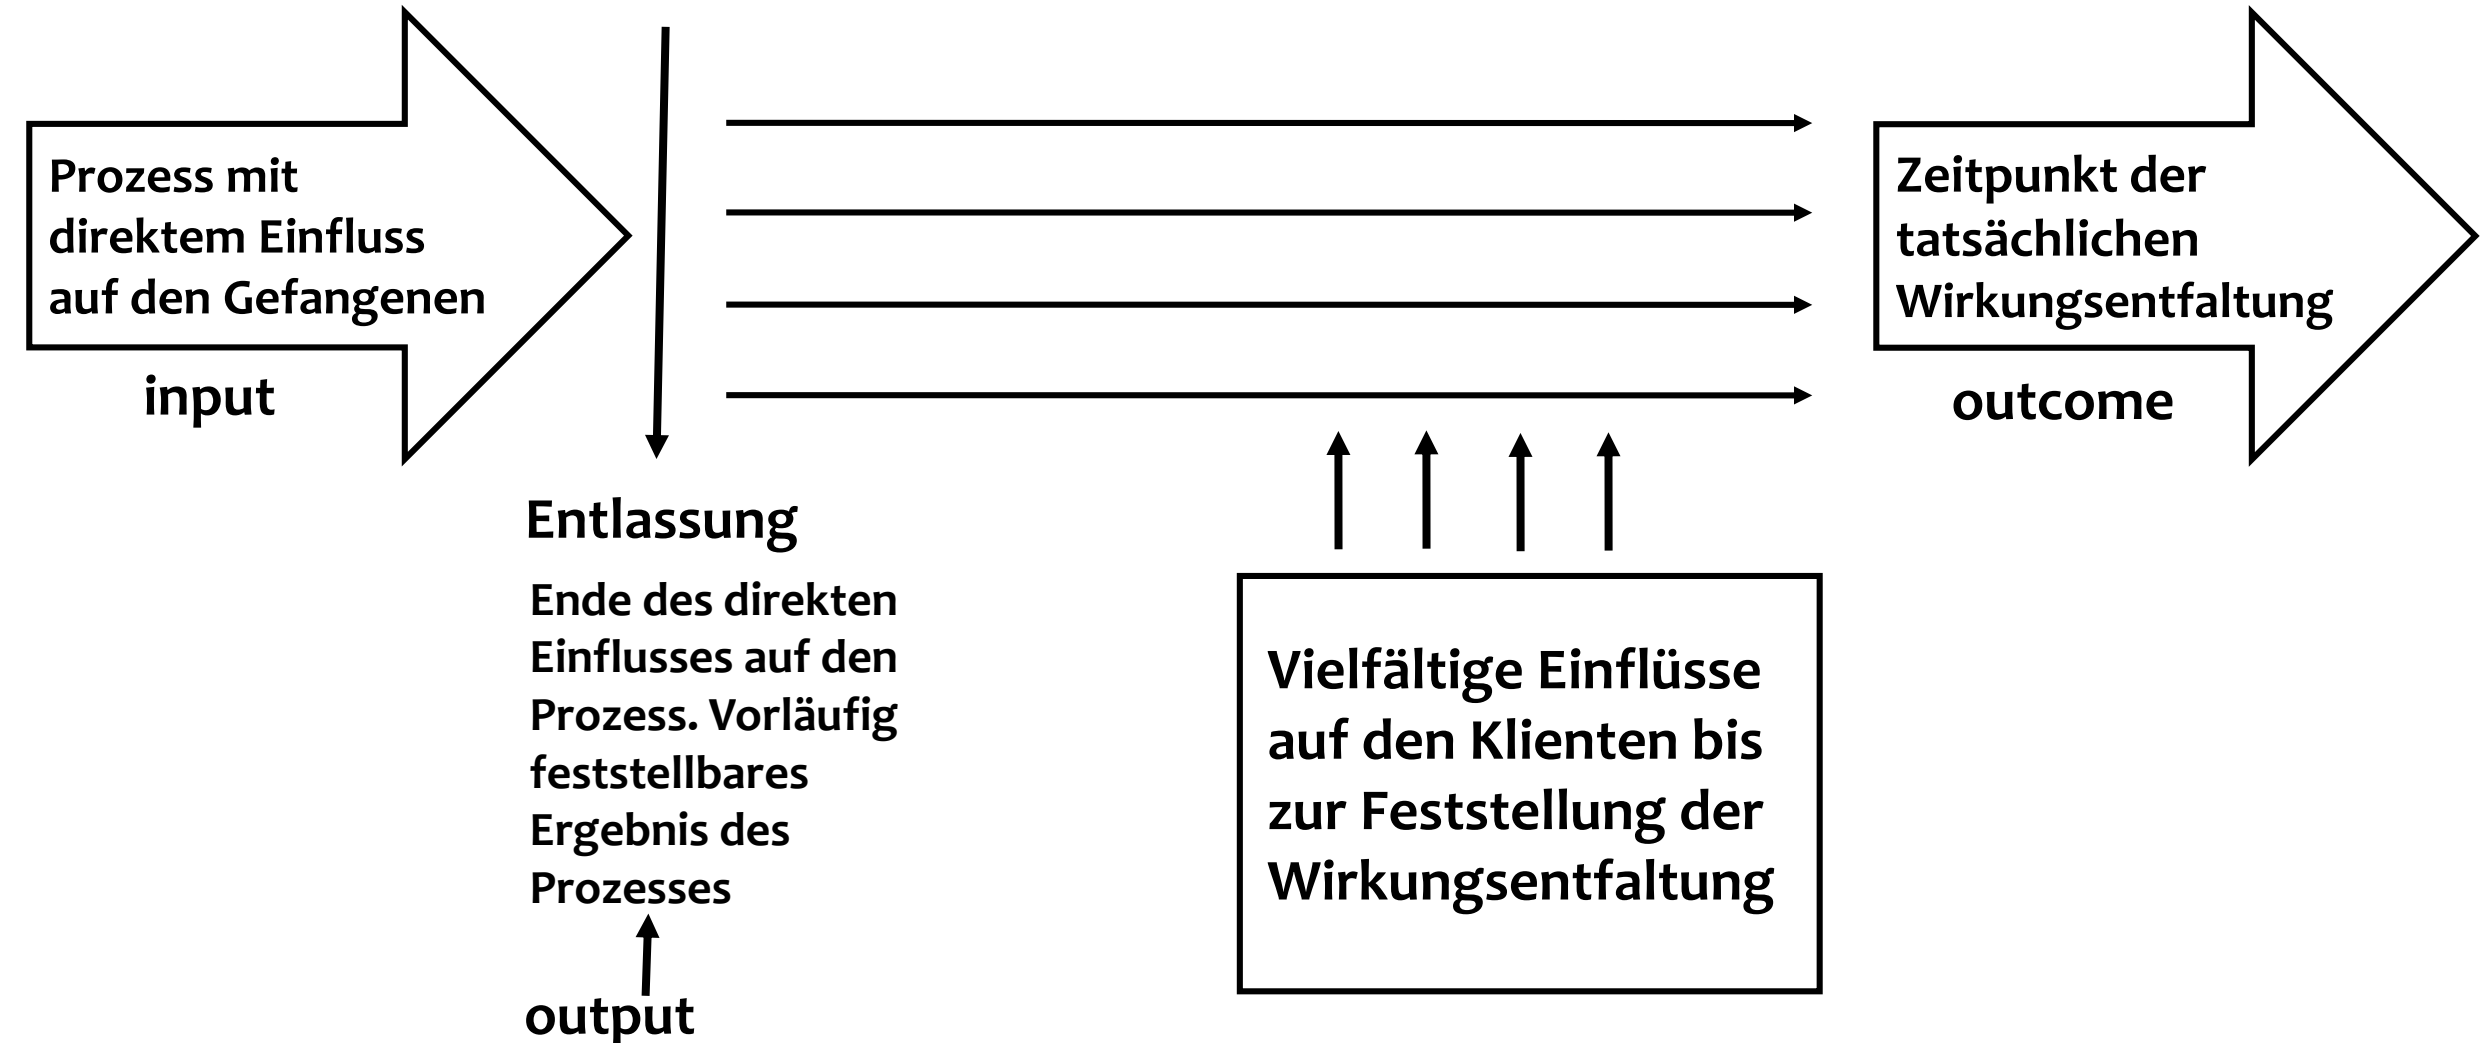 Prozess mit
direktem Einfluss
auf den Gefangenen
input
Entlassung
Ende des direkten
Einflusses auf den
Prozess. Vorläufig
feststellbares
Ergebnis des
Prozesses
output
Vielfältige Einflüsse
auf den Klienten bis
zur Feststellung der
Wirkungsentfaltung
Zeitpunkt der
tatsächlichen
Wirkungsentfaltung
outcome